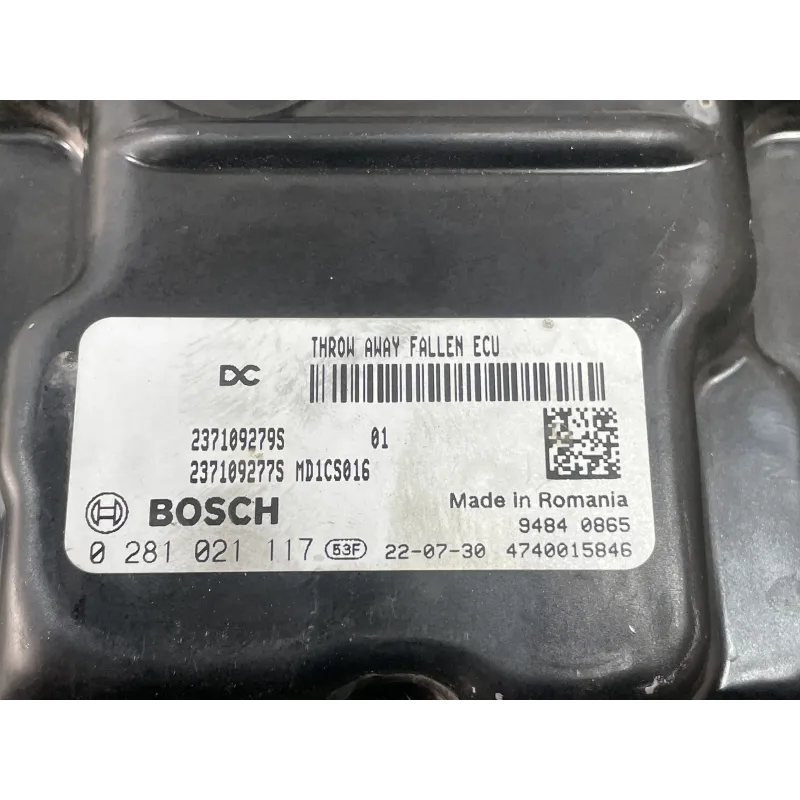 THROW AWAY FALLEN ECU
DC
237109279S 01
237109277S MD1CS016
BOSCH
Made in Romania
9484 0865
0 281 021 117 53F 22-07-30 4740015846